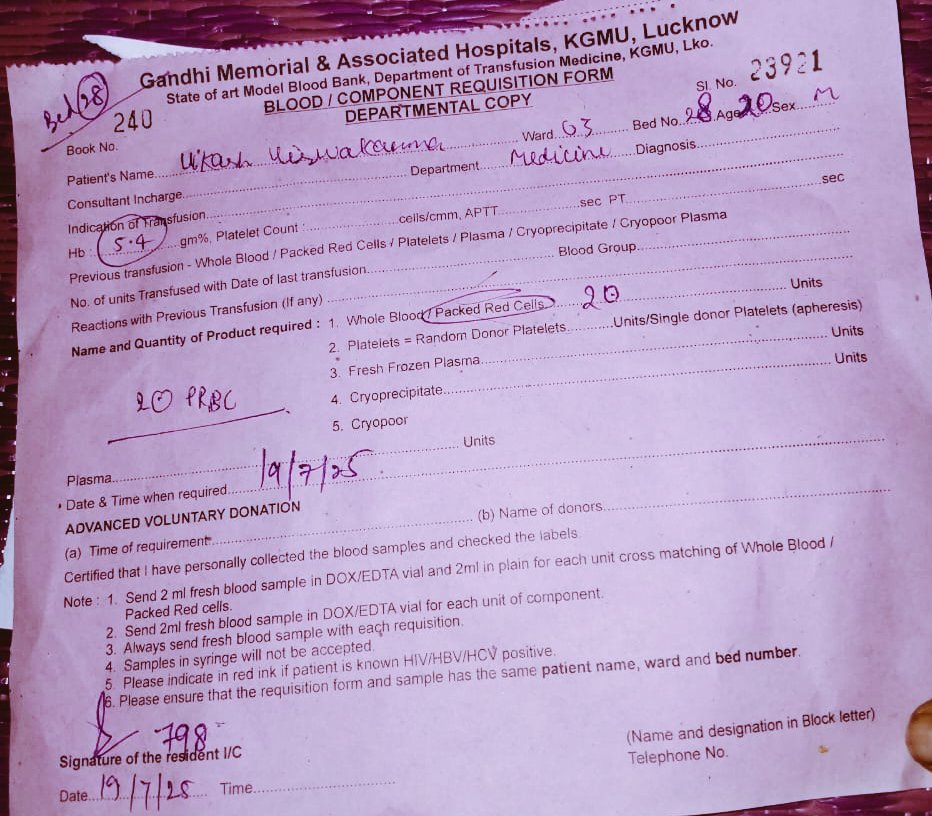 Gandhi Memorial & Associated Hospitals, KGMU, Lucknow
State of art Model Blood Bank, Department of Transfusion Medicine, KGMU, Lko.
BLOOD / COMPONENT REQUISITION FORM
DEPARTMENTAL COPY
Bed 28
Book No. 240
Sl. No. 23921
Patient's Name Vikash Viswakarma Ward G3 Bed No. 28 Age 20 Sex M
Consultant Incharge Department Medicine Diagnosis
Indication of Transfusion
Hb : 5.4 gm%, Platelet Count : cells/cmm, APTT sec PT sec
Previous transfusion - Whole Blood / Packed Red Cells / Platelets / Plasma / Cryoprecipitate / Cryopoor Plasma
No. of units Transfused with Date of last transfusion Blood Group
Reactions with Previous Transfusion (If any)
Name and Quantity of Product required : 1. Whole Blood / Packed Red Cells 20 Units
2. Platelets = Random Donor Platelets Units/Single donor Platelets (apheresis)
3. Fresh Frozen Plasma Units
4. Cryoprecipitate Units
5. Cryopoor
20 PRBC
Plasma Units
Date & Time when required 19/7/25
ADVANCED VOLUNTARY DONATION
(a) Time of requirement (b) Name of donors
Certified that I have personally collected the blood samples and checked the labels
Note : 1. Send 2 ml fresh blood sample in DOX/EDTA vial and 2ml in plain for each unit cross matching of Whole Blood /
Packed Red cells.
2. Send 2ml fresh blood sample in DOX/EDTA vial for each unit of component.
3. Always send fresh blood sample with each requisition.
4. Samples in syringe will not be accepted.
5. Please indicate in red ink if patient is known HIV/HBV/HCV positive.
6. Please ensure that the requisition form and sample has the same patient name, ward and bed number.
798
Signature of the resident I/C
(Name and designation in Block letter)
Telephone No.
Date 19/7/25 Time